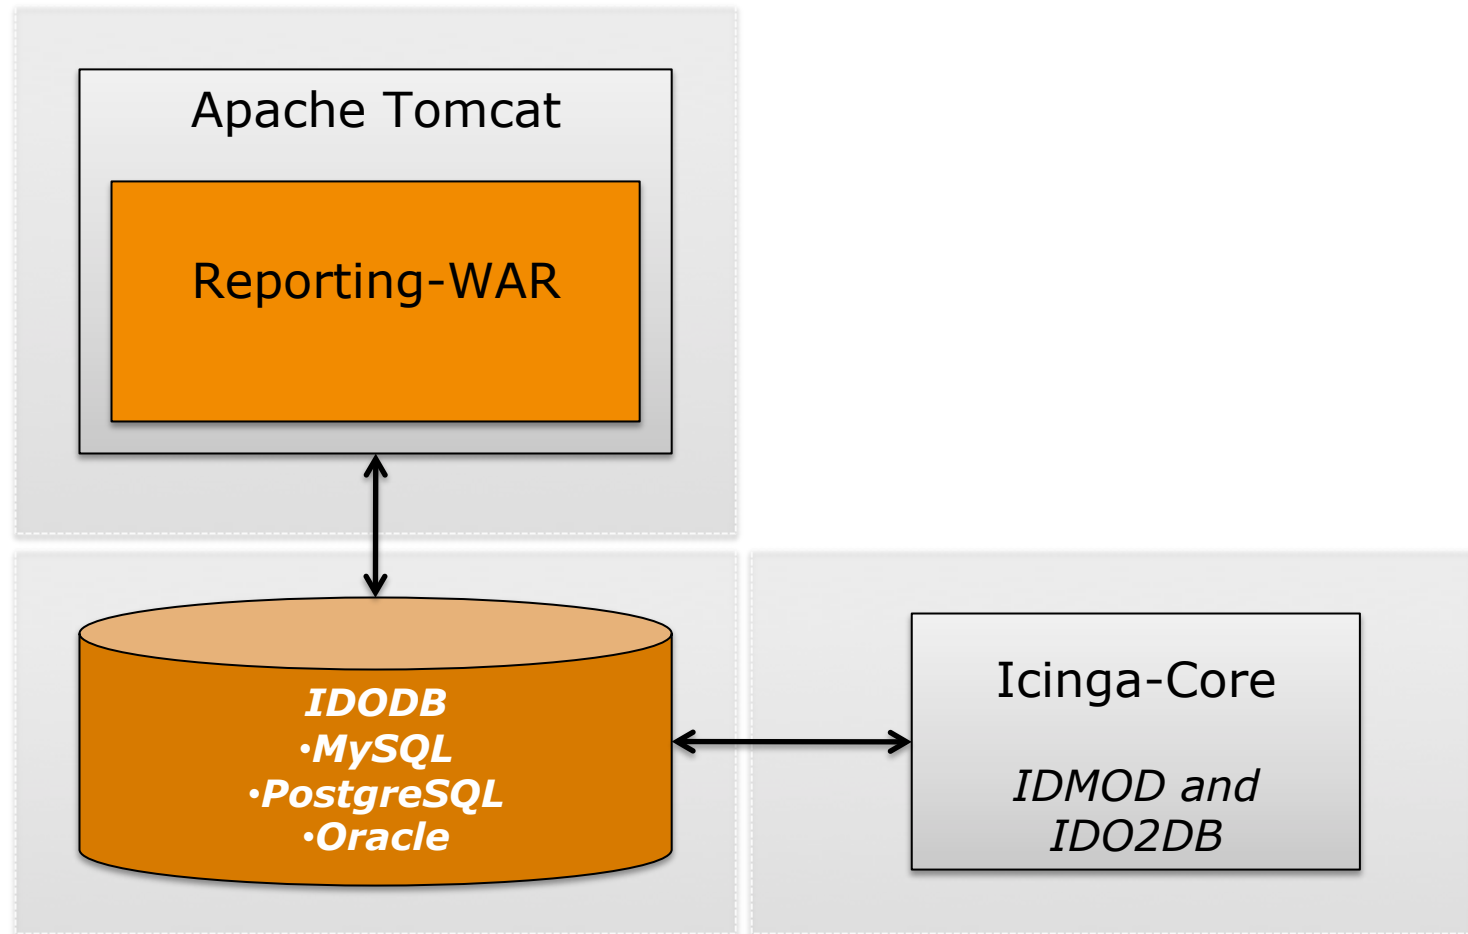 Apache Tomcat
Reporting-WAR
IDODB
•MySQL
•PostgreSQL
•Oracle
Icinga-Core
IDMOD and
IDO2DB